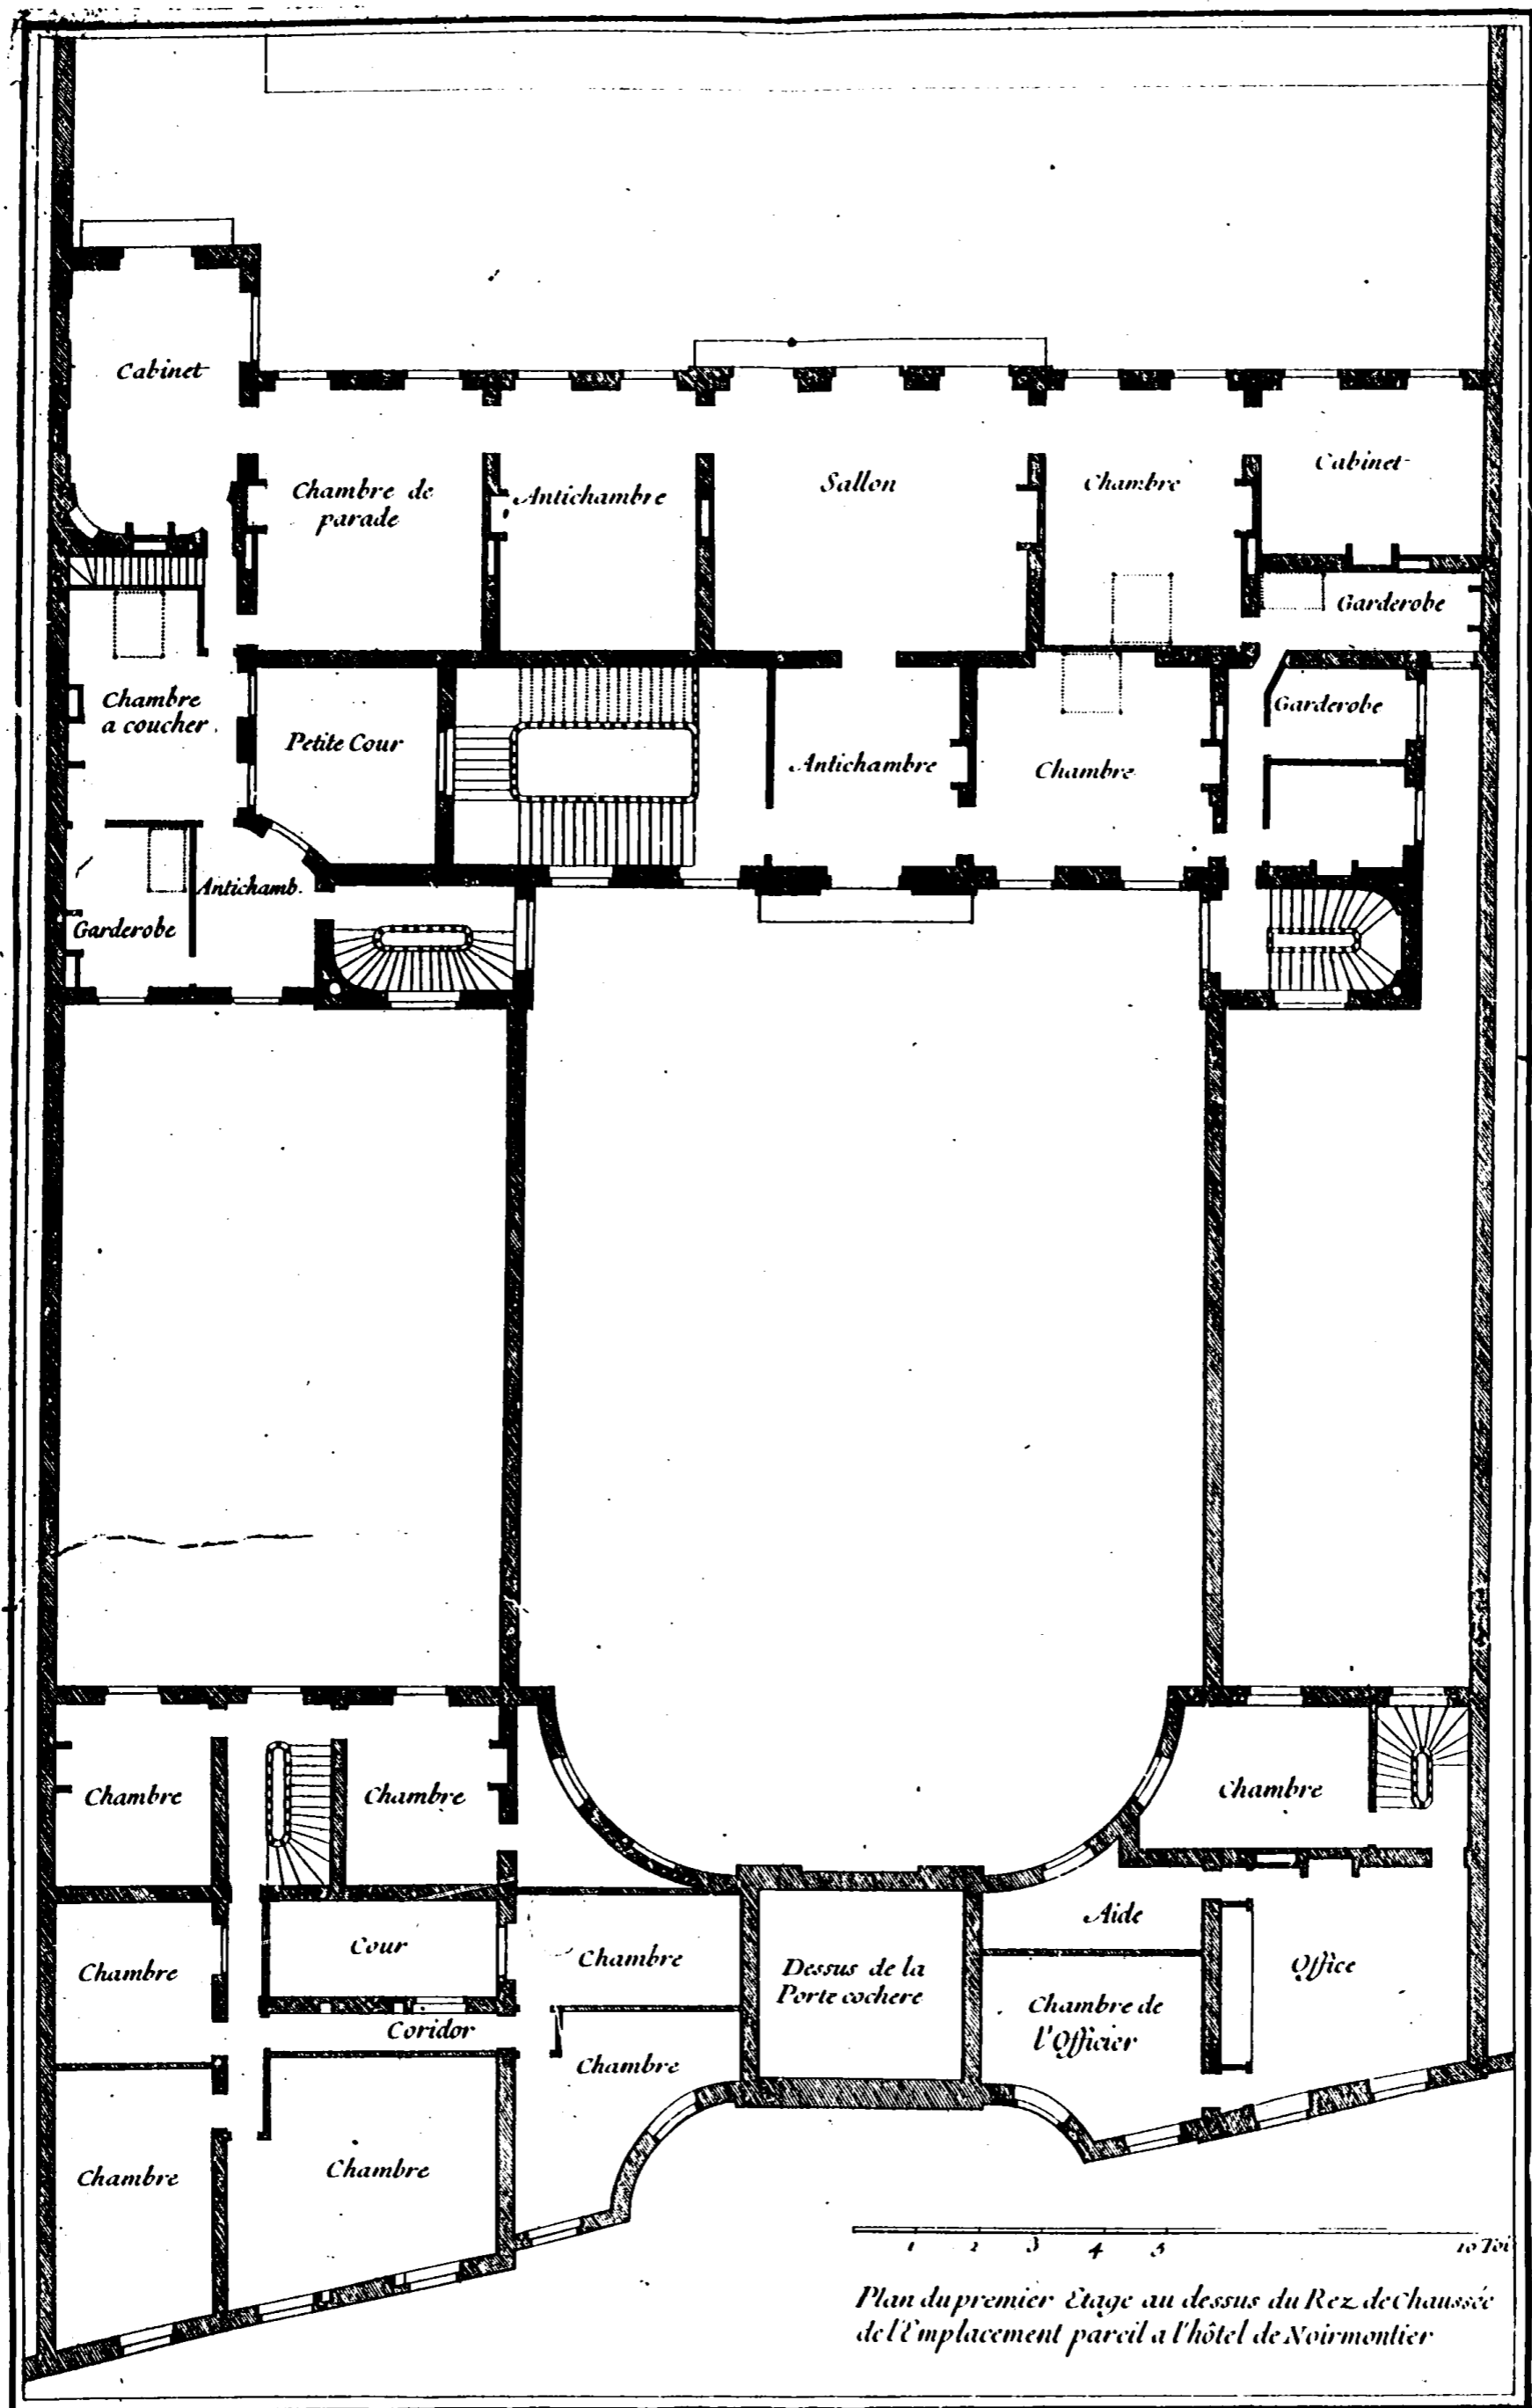 Cabinet
Chambre de
parade
Antichambre
Sallon
Chambre
Cabinet
Garderobe
Chambre
a coucher.
Petite Cour
Antichambre
Chambre
Garderobe
Antichamb.
Garderobe
Chambre
Chambre
Chambre
Aide
Chambre
Cour
Chambre
Dessus de la
Porte cochere
Office
Coridor
Chambre de
l'Officier
Chambre
Chambre
Chambre
1 2 3 4 5 10 Toi
Plan du premier Etage au dessus du Rez de Chaussée
de l'Emplacement pareil a l'hôtel de Noirmontier